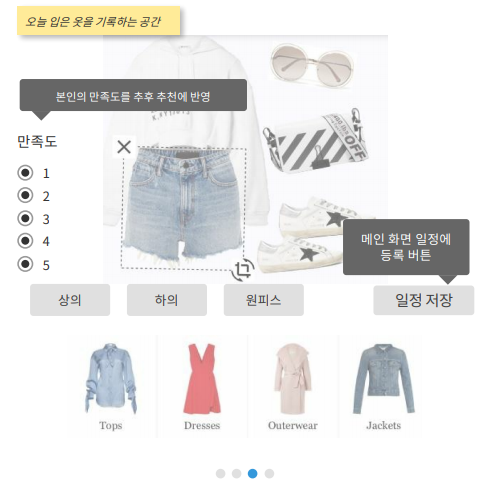 오늘 입은 옷을 기록하는 공간
본인의 만족도를 추후 추천에 반영
만족도
1
2
3
4
5
OFF
메인 화면 일정에
등록 버튼
상의
하의
원피스
일정 저장
Tops
Dresses
Outerwear
Jackets